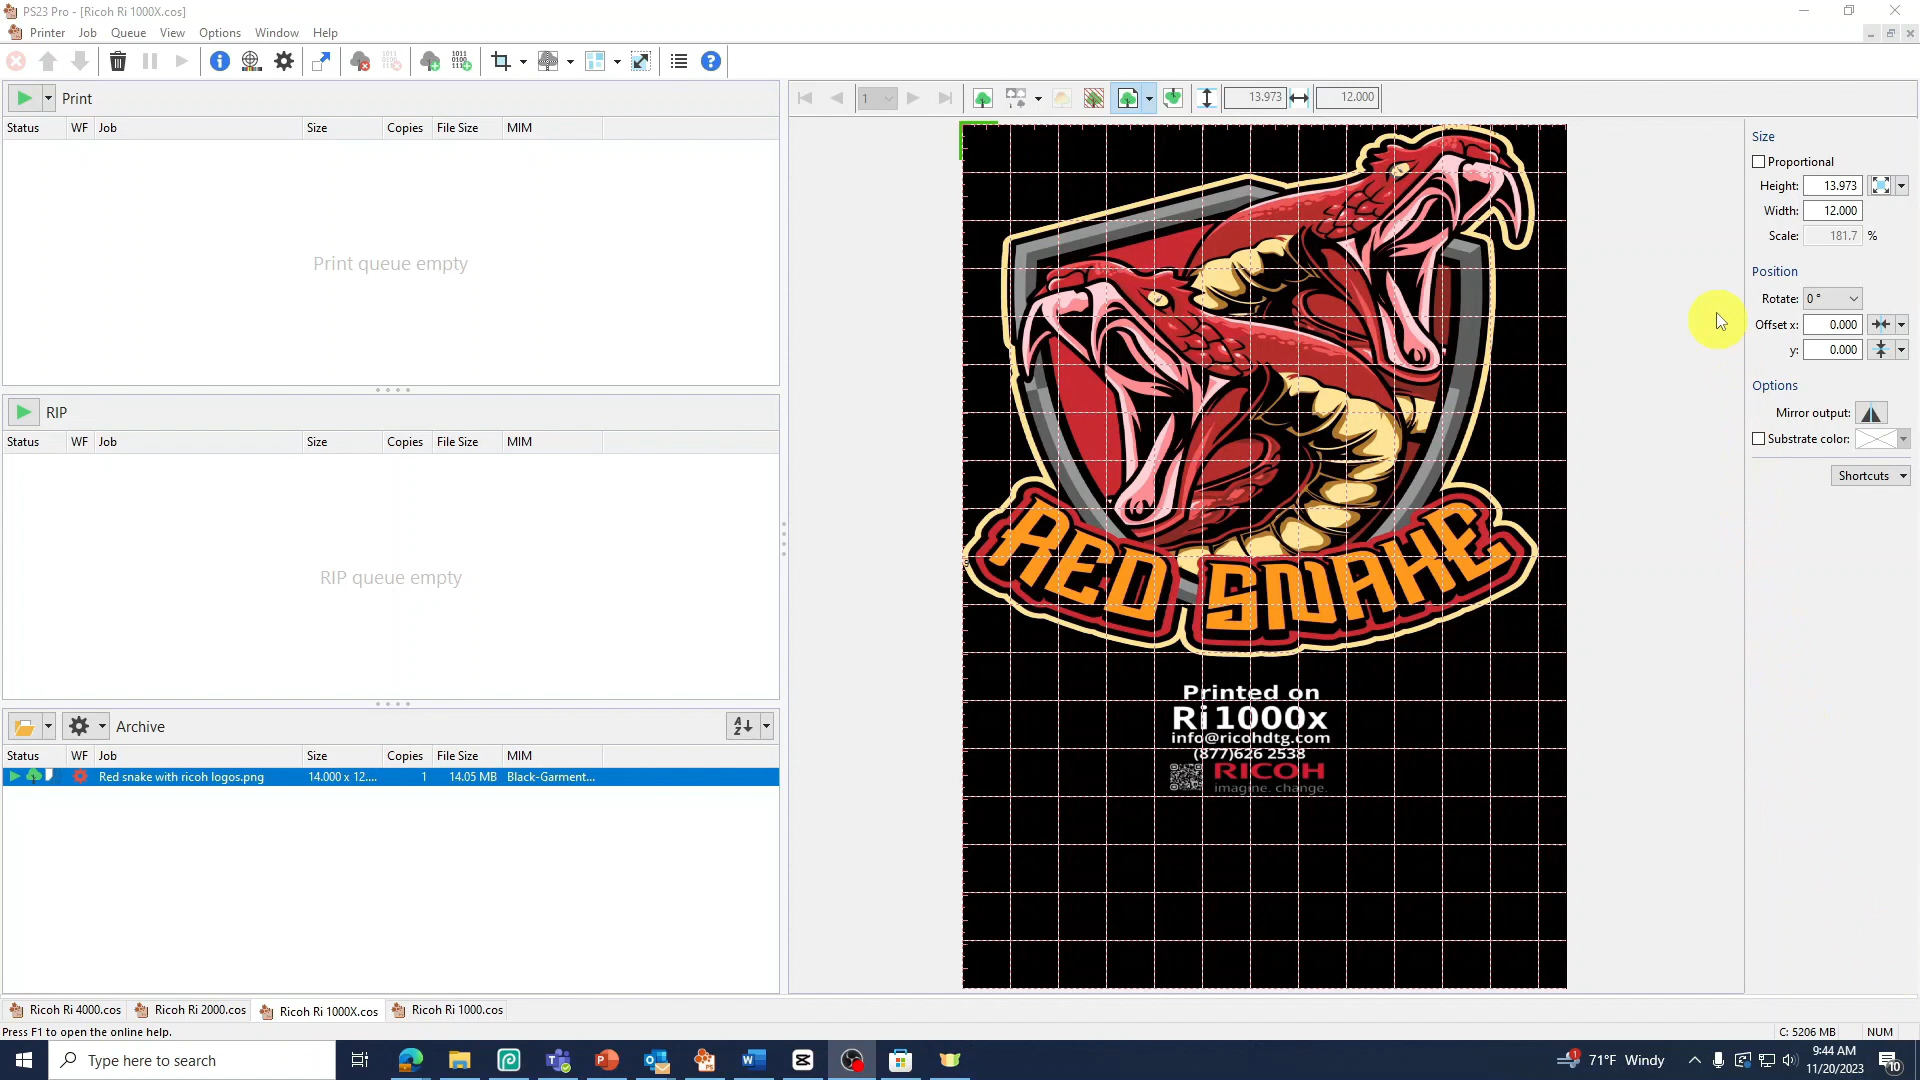 PS23 Pro - [Ricoh Ri 1000X.cos]
Printer Job Queue View Options Window Help
Print
1
13.973
12.000
Status WF Job Size Copies File Size MIM
Print queue empty
RIP
Status WF Job Size Copies File Size MIM
RIP queue empty
Archive
Status WF Job Size Copies File Size MIM
Red snake with ricoh logos.png 14.000 x 12.... 1 14.05 MB Black-Garment...
RED SNAKE
Printed on
Ri 1000x
info@ricohdtg.com
(877)626 2538
RICOH
imagine. change.
Size
Proportional
Height: 13.973
Width: 12.000
Scale: 181.7 %
Position
Rotate: 0 °
Offset x: 0.000
y: 0.000
Options
Mirror output:
Substrate color:
Shortcuts
Ricoh Ri 4000.cos Ricoh Ri 2000.cos Ricoh Ri 1000X.cos Ricoh Ri 1000.cos
Press F1 to open the online help.
C: 5206 MB NUM
Type here to search
71°F Windy
9:44 AM
11/20/2023
10